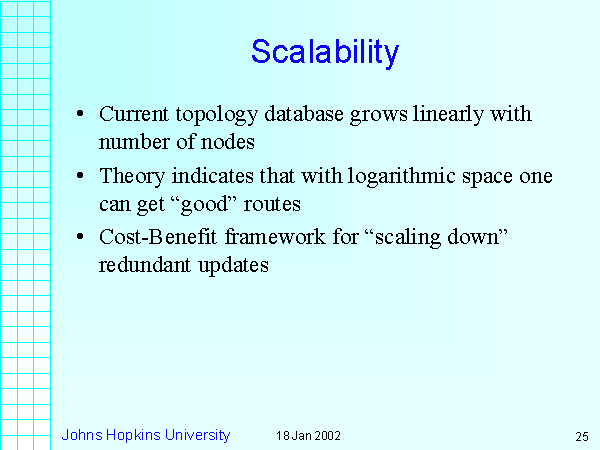 Scalability
• Current topology database grows linearly with
number of nodes
• Theory indicates that with logarithmic space one
can get “good” routes
• Cost-Benefit framework for “scaling down”
redundant updates
Johns Hopkins University 18 Jan 2002 25